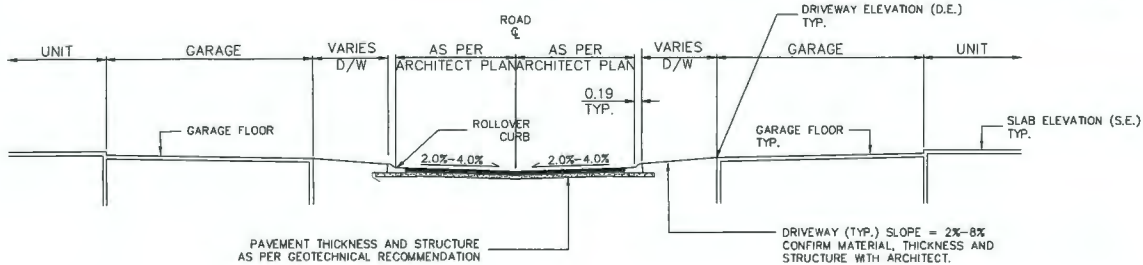 ROAD
℄
DRIVEWAY ELEVATION (D.E.)
TYP.
UNIT
GARAGE
VARIES
D/W
AS PER
ARCHITECT PLAN
AS PER
ARCHITECT PLAN
VARIES
D/W
GARAGE
UNIT
0.19
TYP.
GARAGE FLOOR
ROLLOVER
CURB
GARAGE FLOOR
TYP.
SLAB ELEVATION (S.E.)
TYP.
2.0%-4.0%
2.0%-4.0%
PAVEMENT THICKNESS AND STRUCTURE
AS PER GEOTECHNICAL RECOMMENDATION
DRIVEWAY (TYP.) SLOPE = 2%-8%
CONFIRM MATERIAL, THICKNESS AND
STRUCTURE WITH ARCHITECT.